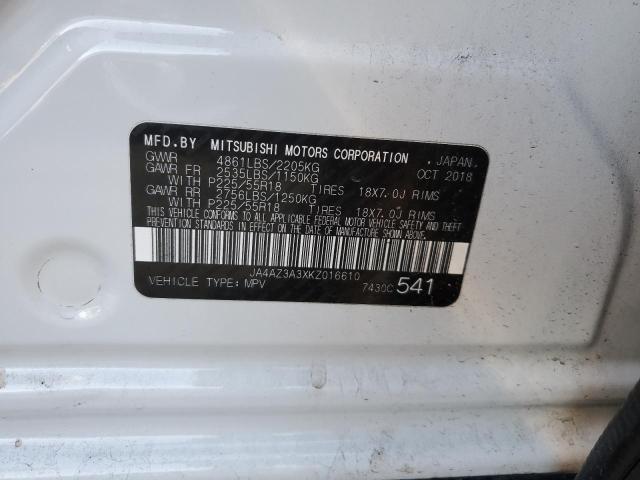 MFD.BY MITSUBISHI MOTORS CORPORATION . JAPAN.
GVWR 4861LBS/2205KG OCT 2018
GAWR FR 2535LBS/1150KG
WITH P225/55R18 TIRES 18X7.0J RIMS
GAWR RR 2756LBS/1250KG
WITH P225/55R18 TIRES 18X7.0J RIMS
THIS VEHICLE CONFORMS TO ALL APPLICABLE FEDERAL MOTOR VEHICLE SAFETY AND THEFT
PREVENTION STANDARDS IN EFFECT ON THE DATE OF MANUFACTURE SHOWN ABOVE.
JA4AZ3A3XKZ016610
VEHICLE TYPE: MPV 7430C 541